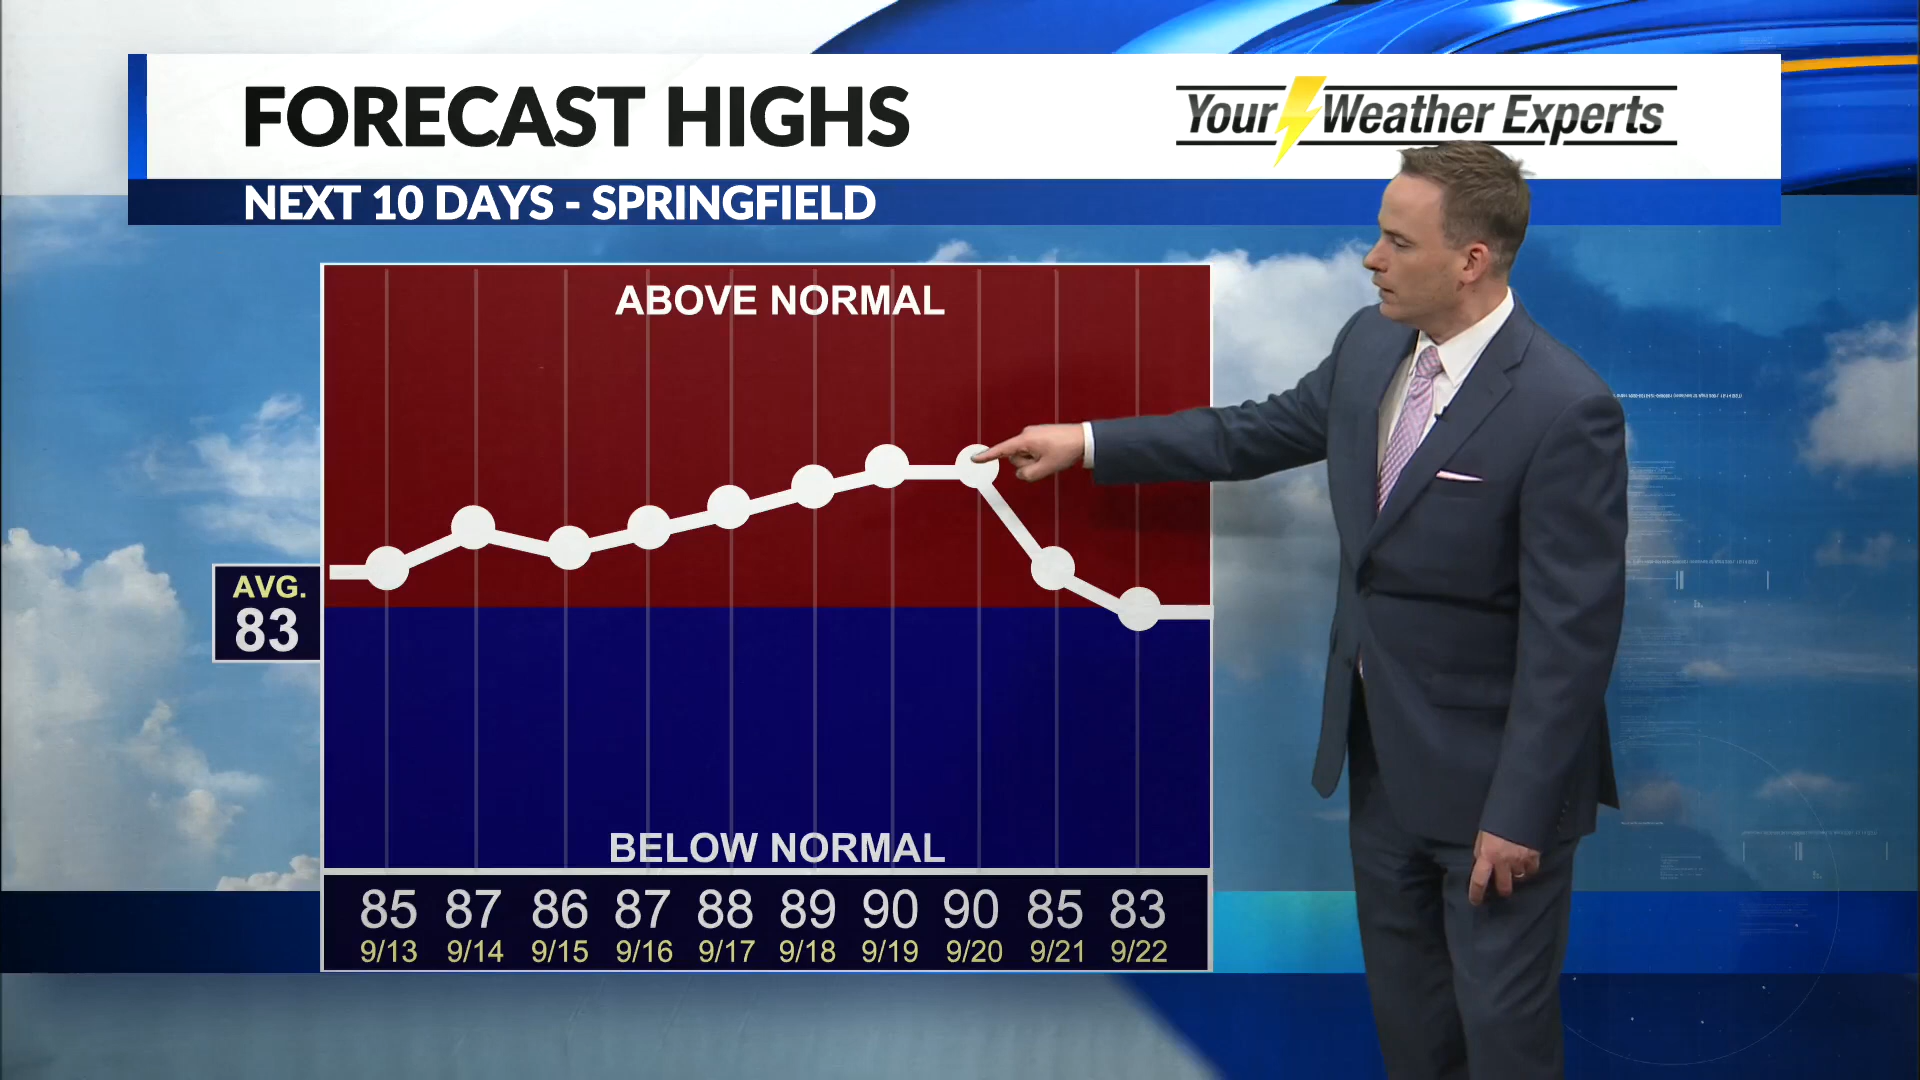 FORECAST HIGHS
Your Weather Experts
NEXT 10 DAYS - SPRINGFIELD
ABOVE NORMAL
AVG.
83
BELOW NORMAL
85 87 86 87 88 89 90 90 85 83
9/13 9/14 9/15 9/16 9/17 9/18 9/19 9/20 9/21 9/22